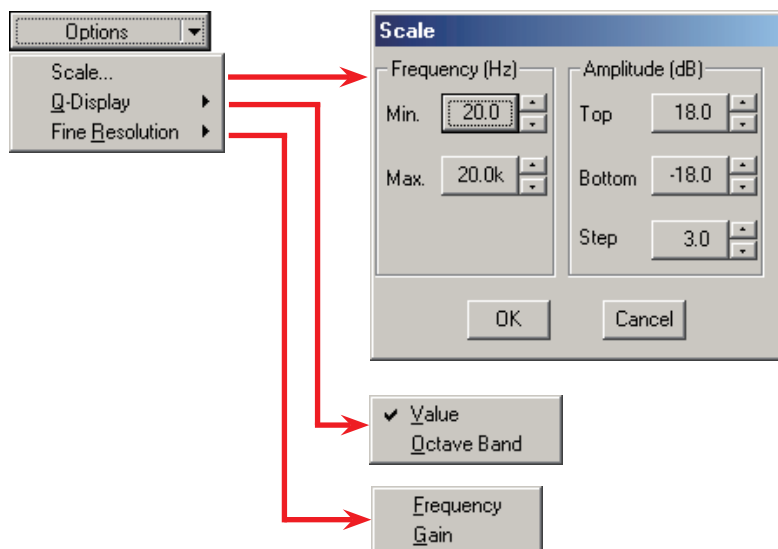 Options
Scale...
Q-Display
Fine Resolution
Scale
Frequency (Hz)
Min. 20.0
Max. 20.0k
Amplitude (dB)
Top 18.0
Bottom -18.0
Step 3.0
OK Cancel
Value
Octave Band
Frequency
Gain